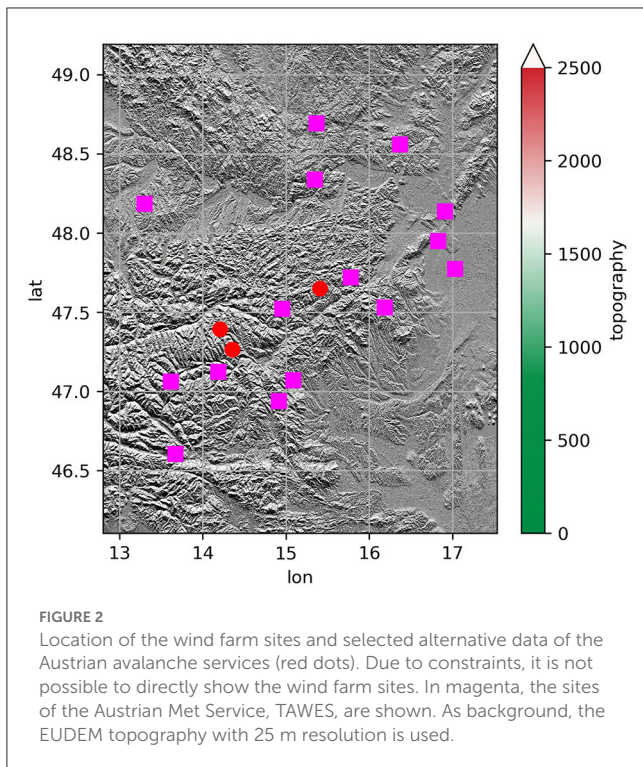 49.0
48.5
48.0
47.5
47.0
46.5
lat
13
14
15
16
17
lon
2500
2000
1500
1000
500
0
topography
FIGURE 2
Location of the wind farm sites and selected alternative data of the
Austrian avalanche services (red dots). Due to constraints, it is not
possible to directly show the wind farm sites. In magenta, the sites
of the Austrian Met Service, TAWES, are shown. As background, the
EUDEM topography with 25 m resolution is used.